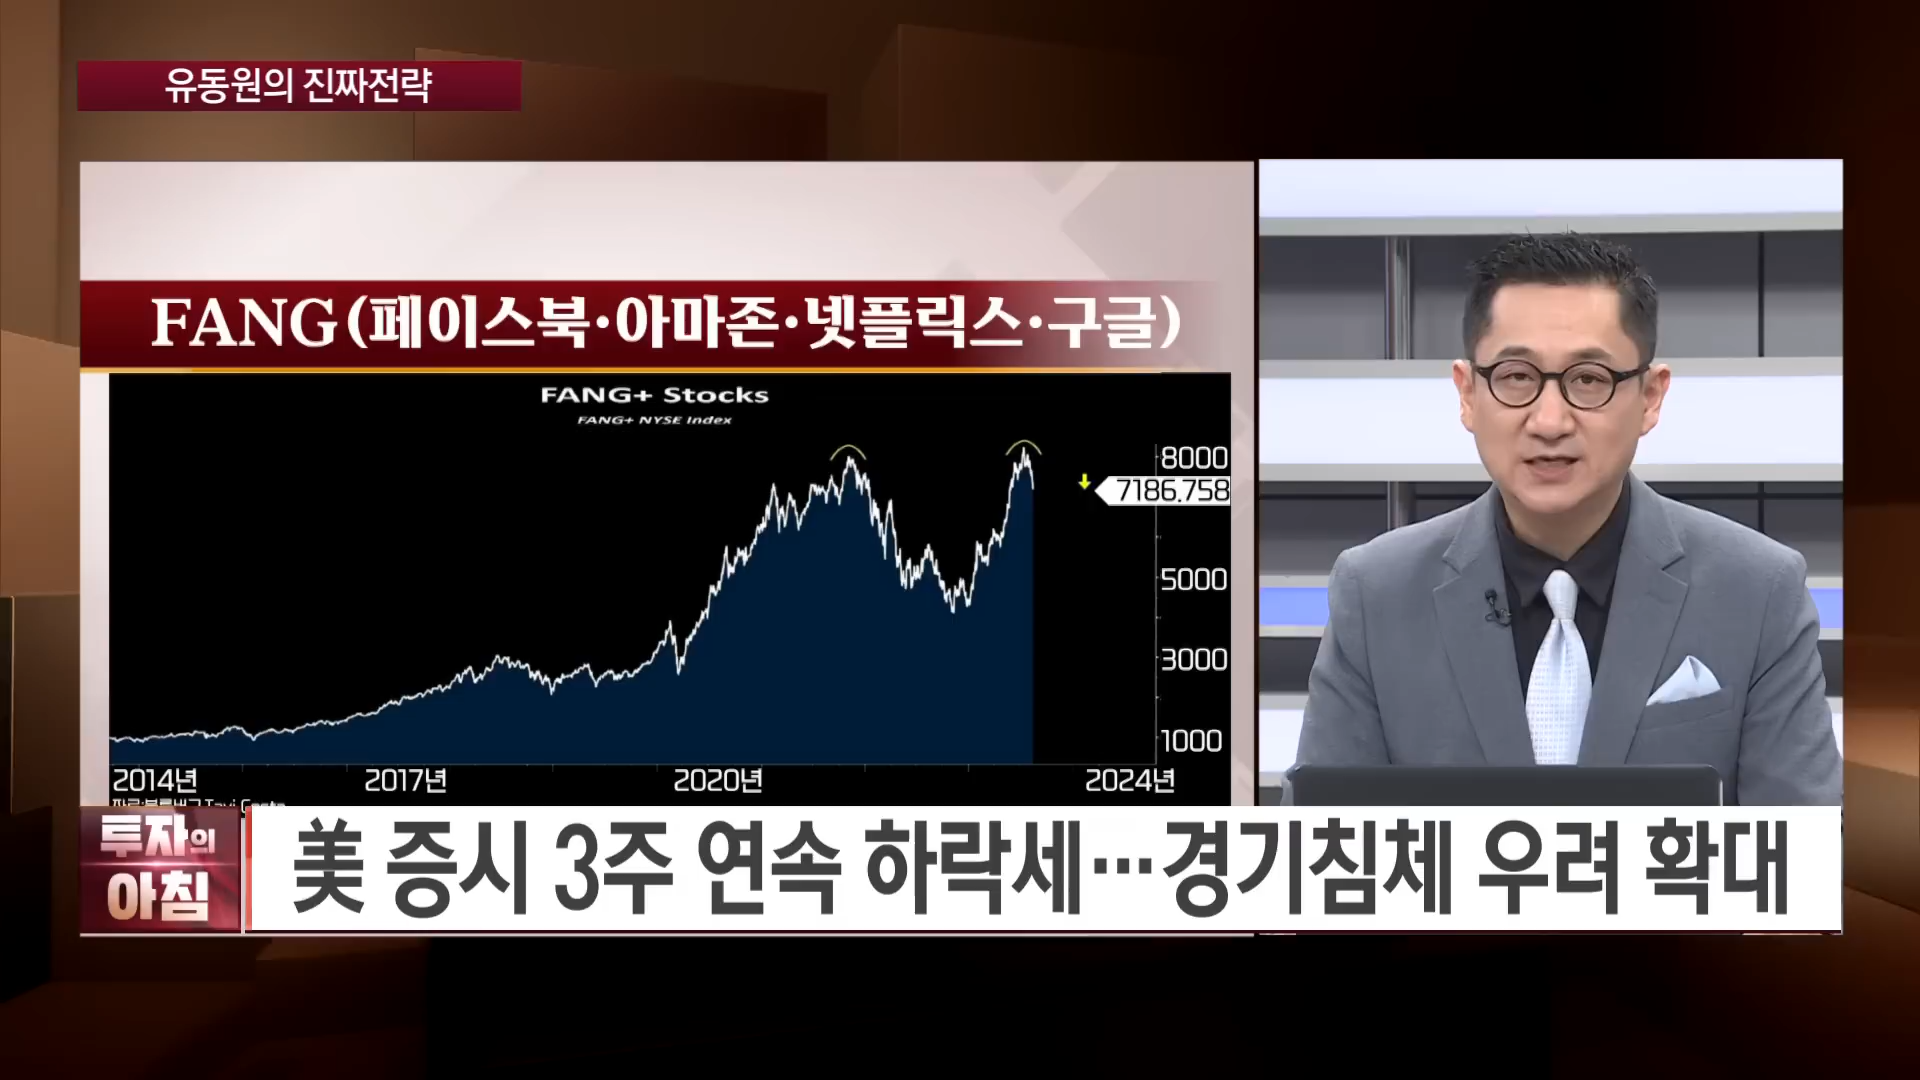 유동원의 진짜전략
FANG(페이스북·아마존·넷플릭스·구글)
FANG+ Stocks
FANG+ NYSE Index
8000
7186.758
5000
3000
1000
2014년 2017년 2020년 2024년
투자의
아침
美 증시 3주 연속 하락세…경기침체 우려 확대